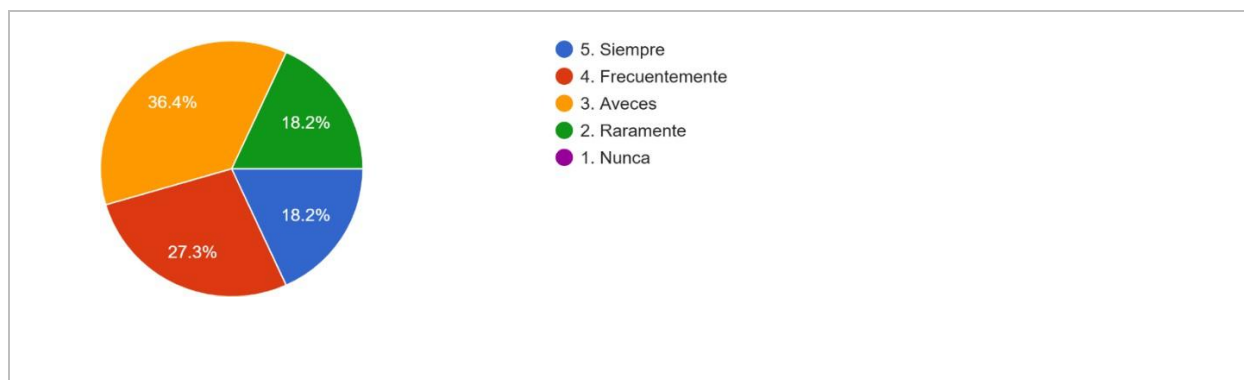 36.4%
18.2%
18.2%
27.3%
5. Siempre
4. Frecuentemente
3. Aveces
2. Raramente
1. Nunca